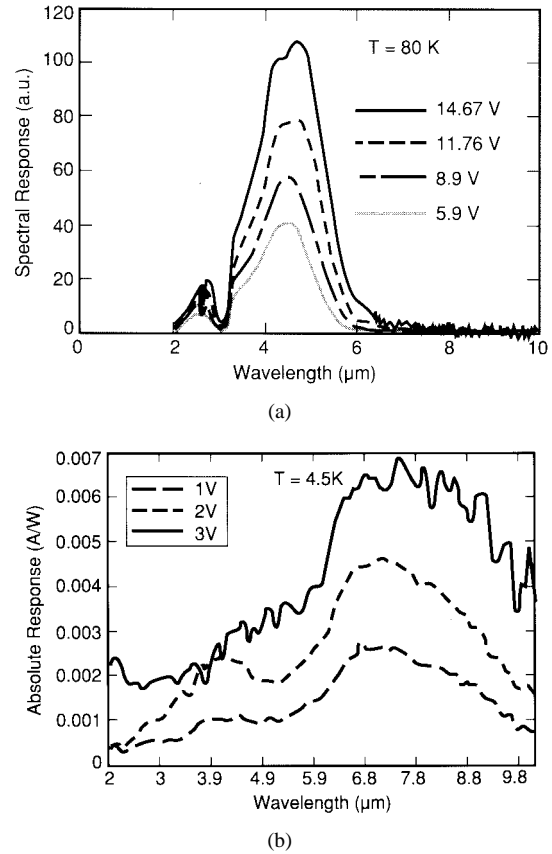 120
100
80
60
40
20
0
Spectral Response (a.u.)
T = 80 K
14.67 V
11.76 V
8.9 V
5.9 V
0 2 4 6 8 10
Wavelength (µm)
(a)
0.007
0.006
0.005
0.004
0.003
0.002
0.001
0
Absolute Response (A/W)
1V
2V
3V
T = 4.5K
2 3 3.9 4.9 5.9 6.8 7.8 8.8 9.8
Wavelength (µm)
(b)